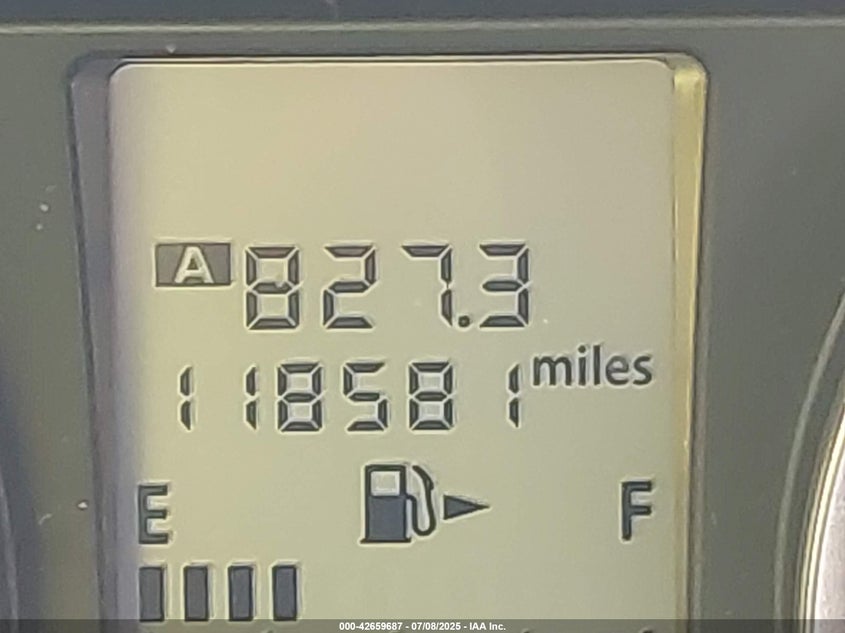 A 827.3
118581 miles
E F
000-42659687 - 07/08/2025 - IAA Inc.